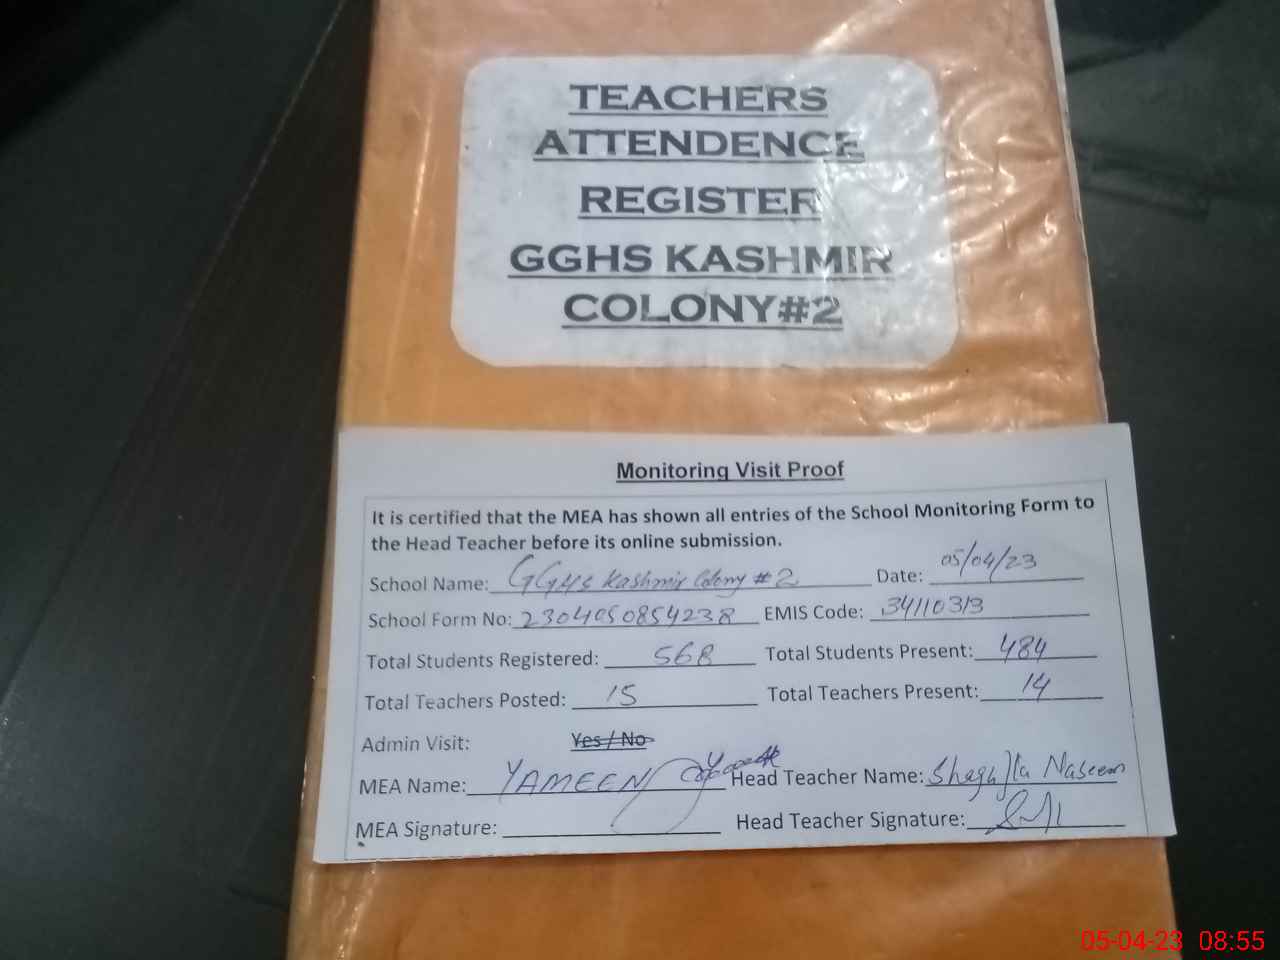 TEACHERS
ATTENDENCE
REGISTER
GGHS KASHMIR
COLONY#2
Monitoring Visit Proof
It is certified that the MEA has shown all entries of the School Monitoring Form to
the Head Teacher before its online submission.
School Name: GGHS Kashmir Colony #2 Date: 05/04/23
School Form No: 2304050854238 EMIS Code: 34110313
Total Students Registered: 568 Total Students Present: 484
Total Teachers Posted: 15 Total Teachers Present: 14
Admin Visit: Yes / No
MEA Name: YAMEEN Head Teacher Name: Shagufta Naseem
MEA Signature: Head Teacher Signature:
05-04-23 08:55